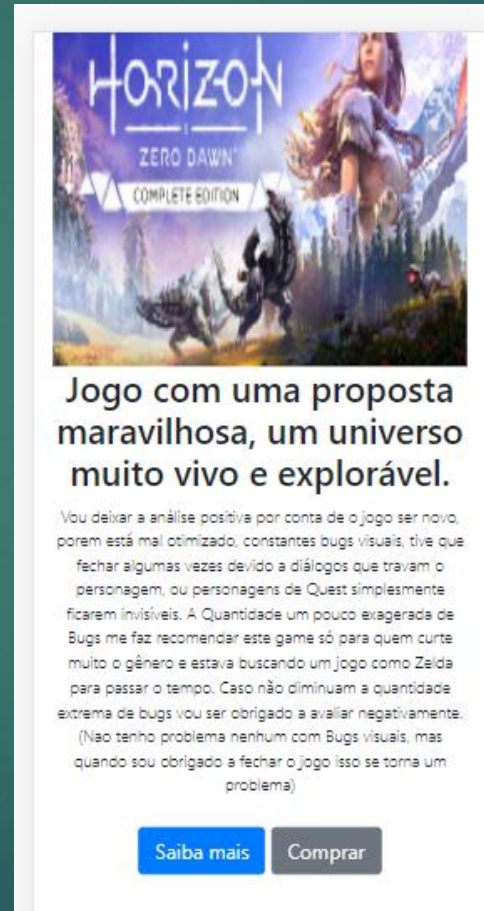 HORIZON
ZERO DAWN
COMPLETE EDITION
Jogo com uma proposta
maravilhosa, um universo
muito vivo e explorável.
Vou deixar a análise positiva por conta de o jogo ser novo,
porem está mal otimizado, constantes bugs visuais, tive que
fechar algumas vezes devido a diálogos que travam o
personagem, ou personagens de Quest simplesmente
ficarem invisíveis. A Quantidade um pouco exagerada de
Bugs me faz recomendar este game só para quem curte
muito o gênero e estava buscando um jogo como Zelda
para passar o tempo. Caso não diminuam a quantidade
extrema de bugs vou ser obrigado a avaliar negativamente.
(Nao tenho problema nenhum com Bugs visuais, mas
quando sou obrigado a fechar o jogo isso se torna um
problema)
Saiba mais
Comprar